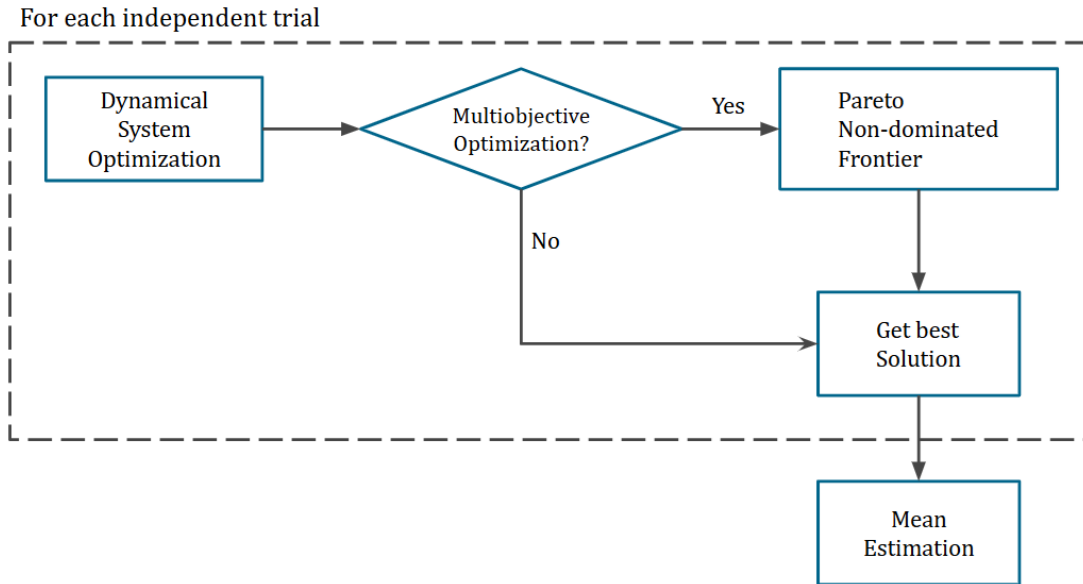 For each independent trial
Dynamical
System
Optimization
Multiobjective
Optimization?
Yes
Pareto
Non-dominated
Frontier
No
Get best
Solution
Mean
Estimation